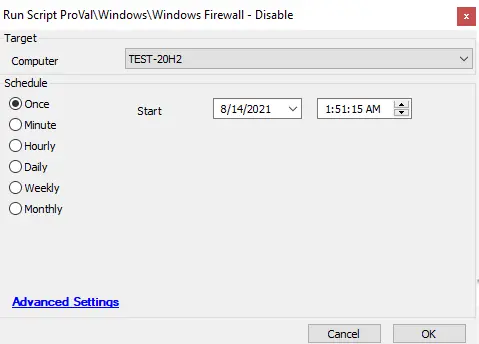 Run Script ProVal\Windows\Windows Firewall - Disable
Target
Computer TEST-20H2
Schedule
Once Start 8/14/2021 1:51:15 AM
Minute
Hourly
Daily
Weekly
Monthly
Advanced Settings
Cancel OK